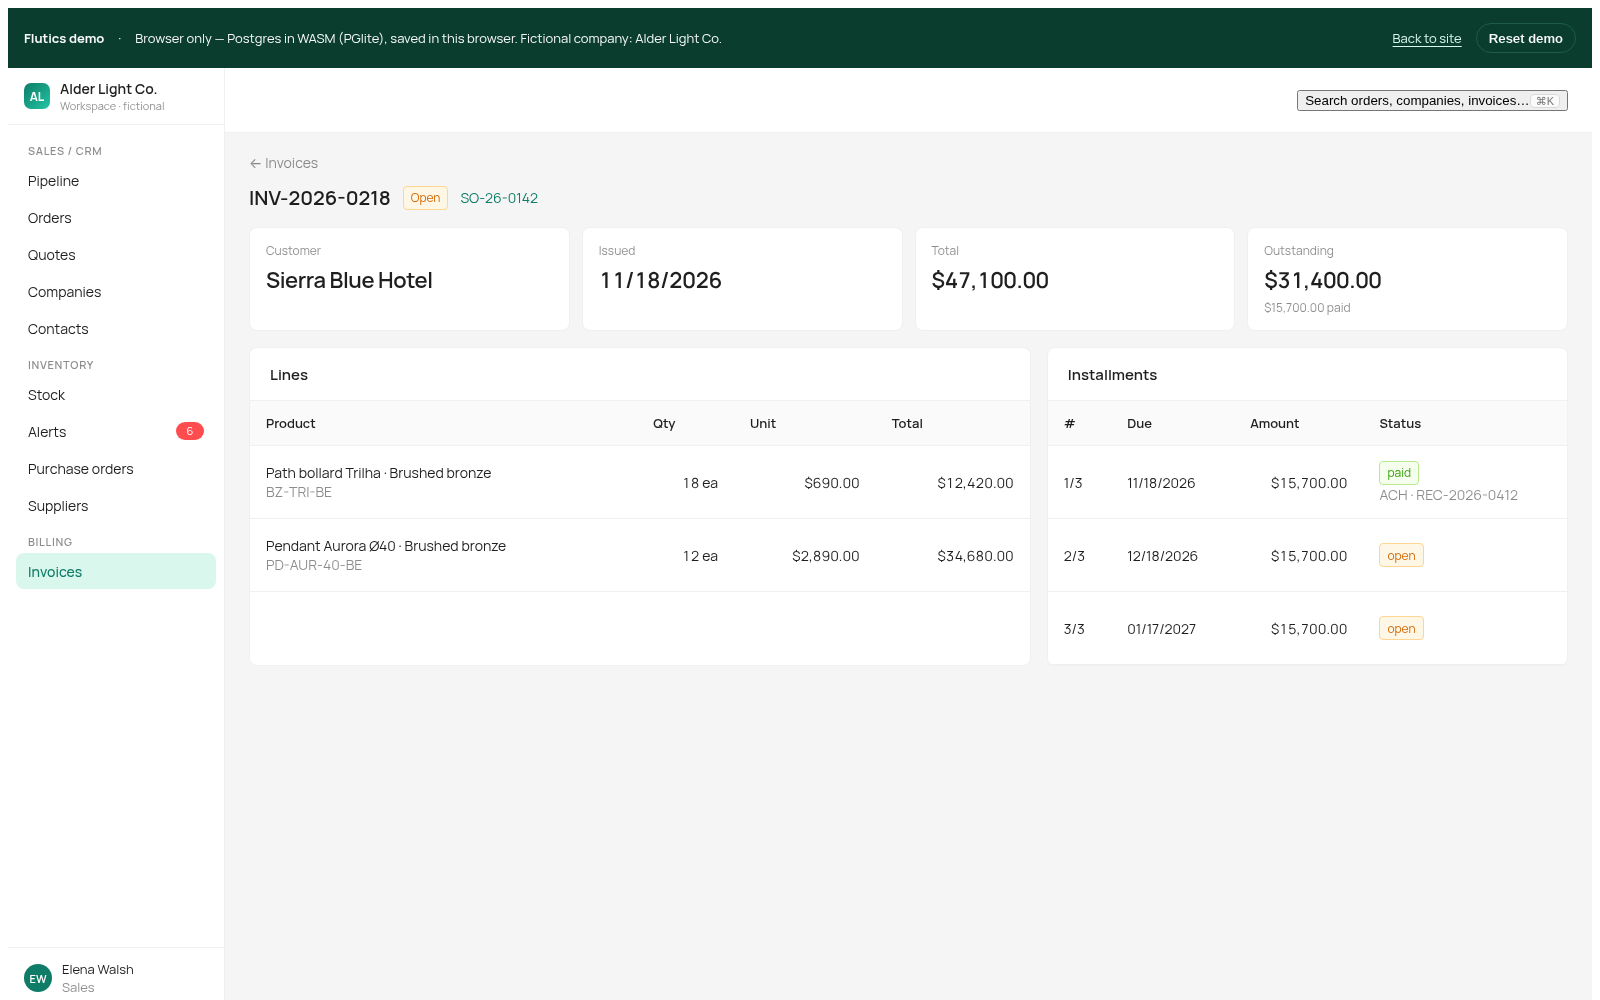 Flutics demo · Browser only — Postgres in WASM (PGlite), saved in this browser. Fictional company: Alder Light Co. Back to site Reset demo
AL Alder Light Co.
Workspace · fictional
Search orders, companies, invoices… ⌘K
SALES / CRM
Pipeline
Orders
Quotes
Companies
Contacts
INVENTORY
Stock
Alerts 6
Purchase orders
Suppliers
BILLING
Invoices
EW Elena Walsh
Sales
← Invoices
INV-2026-0218 Open SO-26-0142
Customer
Sierra Blue Hotel
Issued
11/18/2026
Total
$47,100.00
Outstanding
$31,400.00
$15,700.00 paid
Lines
Product Qty Unit Total
Path bollard Trilha · Brushed bronze
BZ-TRI-BE
18 ea $690.00 $12,420.00
Pendant Aurora Ø40 · Brushed bronze
PD-AUR-40-BE
12 ea $2,890.00 $34,680.00
Installments
# Due Amount Status
1/3 11/18/2026 $15,700.00 paid
ACH · REC-2026-0412
2/3 12/18/2026 $15,700.00 open
3/3 01/17/2027 $15,700.00 open